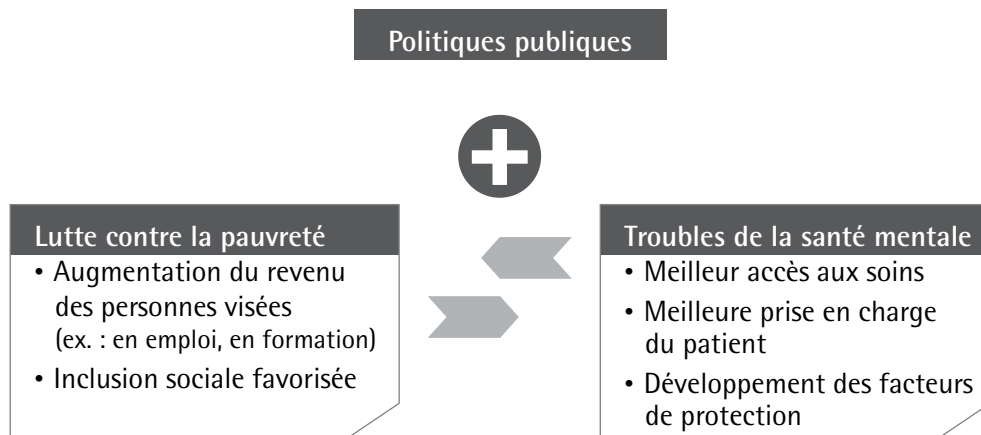 Politiques publiques
Lutte contre la pauvreté
• Augmentation du revenu
des personnes visées
(ex. : en emploi, en formation)
• Inclusion sociale favorisée
Troubles de la santé mentale
• Meilleur accès aux soins
• Meilleure prise en charge
du patient
• Développement des facteurs
de protection